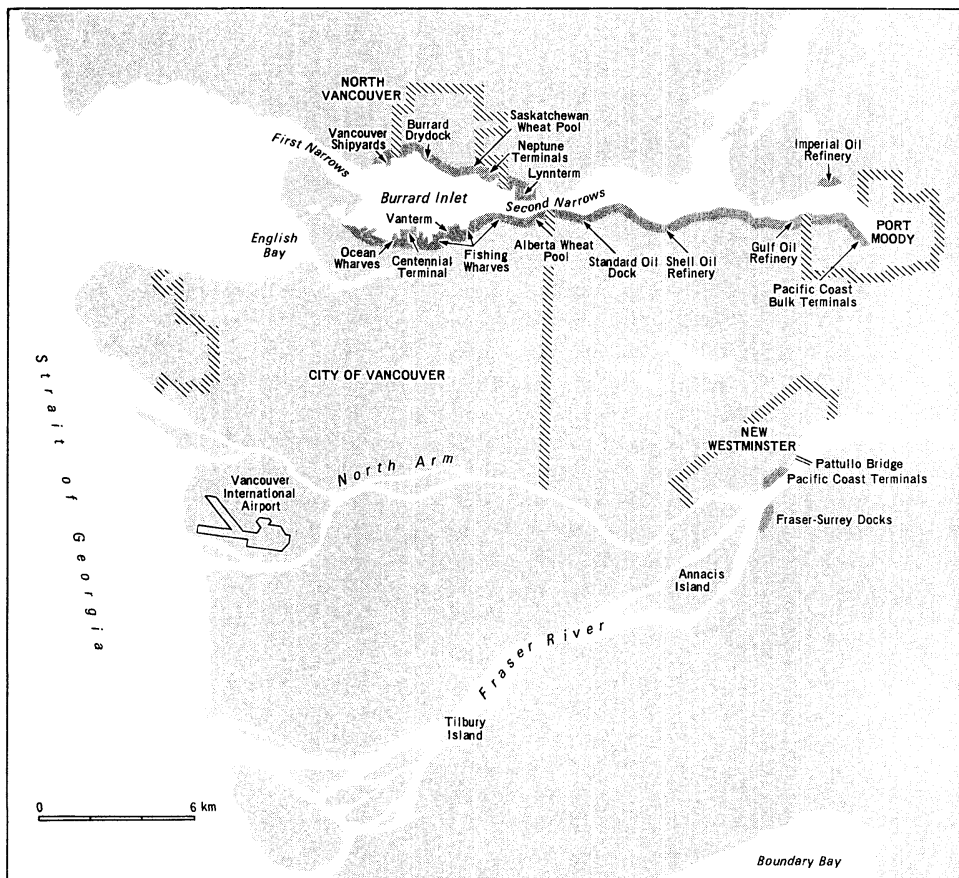 NORTH
VANCOUVER
Saskatchewan
Wheat Pool
Burrard
Drydock
Vancouver
Shipyards
First Narrows
Neptune
Terminals
Lynnterm
Imperial Oil
Refinery
Burrard Inlet
Second Narrows
Vanterm
PORT
MOODY
English
Bay
Ocean
Wharves
Centennial
Terminal
Fishing
Wharves
Alberta Wheat
Pool
Standard Oil
Dock
Shell Oil
Refinery
Gulf Oil
Refinery
Pacific Coast
Bulk Terminals
CITY OF VANCOUVER
Strait of Georgia
NEW
WESTMINSTER
Pattullo Bridge
Pacific Coast Terminals
North Arm
Vancouver
International
Airport
Fraser-Surrey Docks
Annacis
Island
Fraser River
Tilbury
Island
0 6 km
Boundary Bay